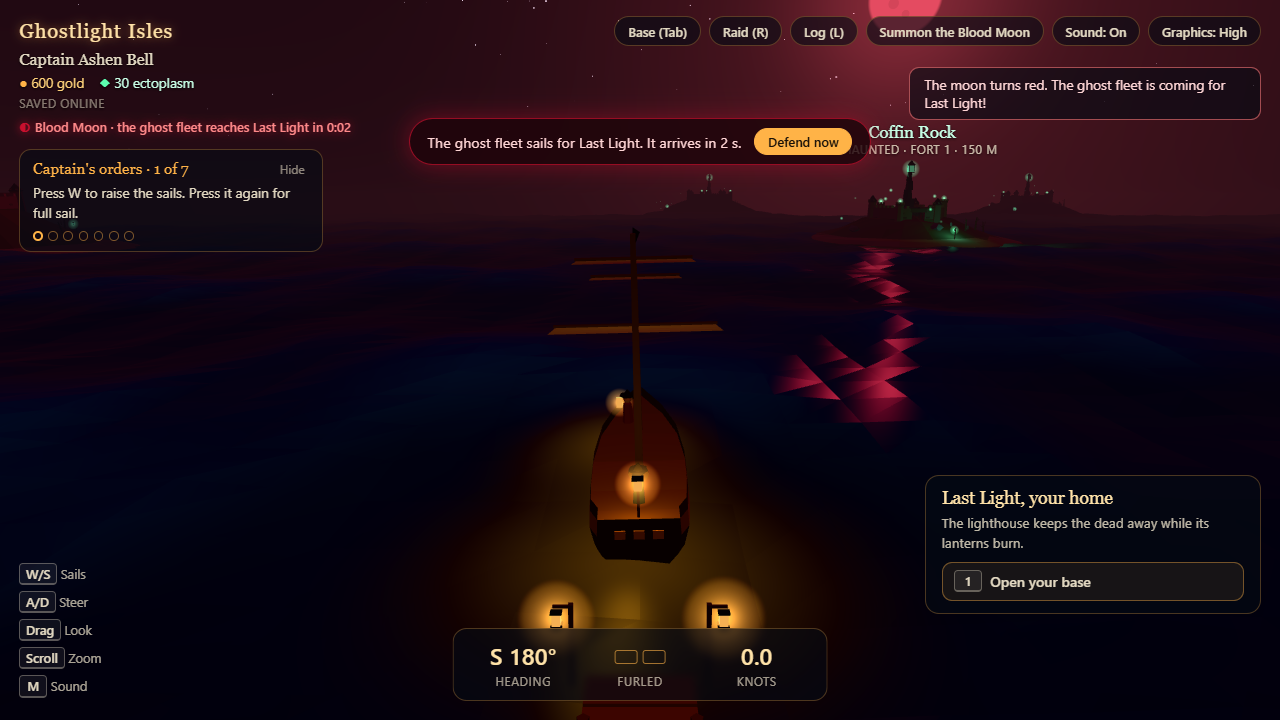 Ghostlight Isles
Captain Ashen Bell
600 gold 30 ectoplasm
SAVED ONLINE
Blood Moon · the ghost fleet reaches Last Light in 0:02
Captain's orders · 1 of 7 Hide
Press W to raise the sails. Press it again for
full sail.
Base (Tab) Raid (R) Log (L) Summon the Blood Moon Sound: On Graphics: High
The moon turns red. The ghost fleet is coming for
Last Light!
The ghost fleet sails for Last Light. It arrives in 2 s. Defend now
Coffin Rock
HAUNTED · FORT 1 · 150 M
Last Light, your home
The lighthouse keeps the dead away while its
lanterns burn.
1 Open your base
W/S Sails
A/D Steer
Drag Look
Scroll Zoom
M Sound
S 180° 0.0
HEADING FURLED KNOTS